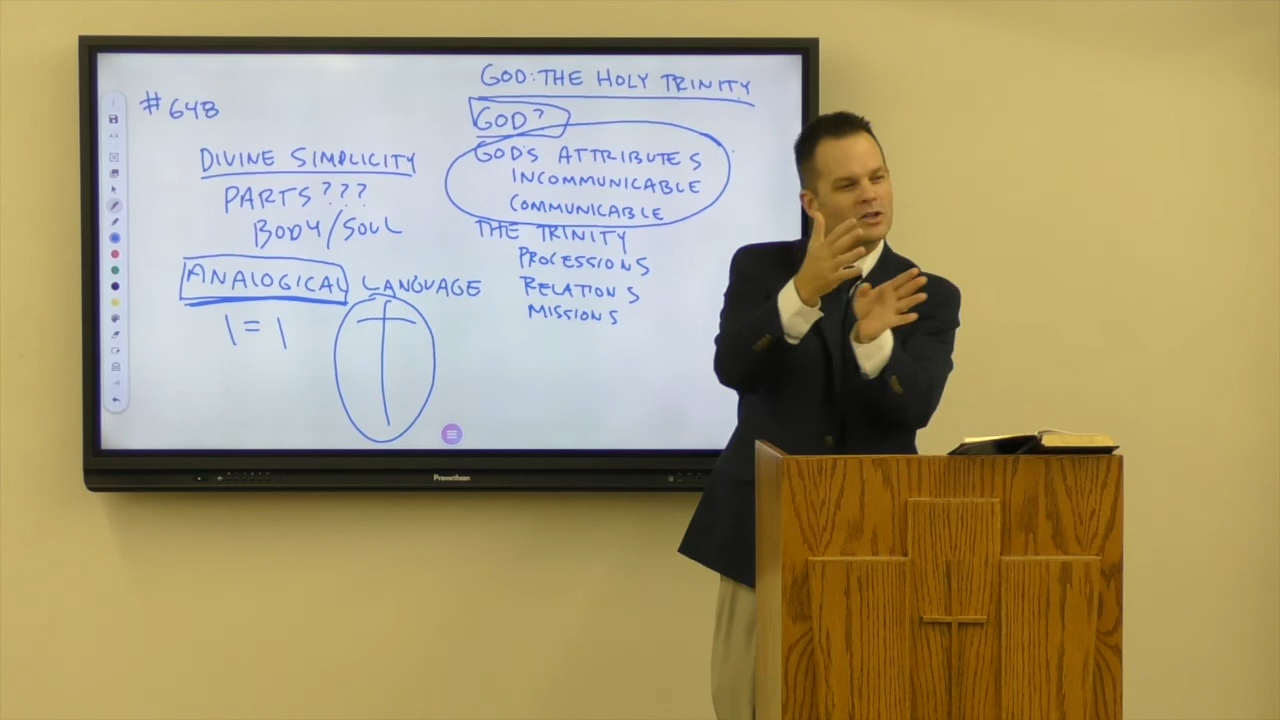 #648
DIVINE SIMPLICITY
PARTS???
BODY/SOUL
ANALOGICAL LANGUAGE
1=1
GOD: THE HOLY TRINITY
GOD?
GOD'S ATTRIBUTES
INCOMMUNICABLE
COMMUNICABLE
THE TRINITY
PROCESSIONS
RELATIONS
MISSIONS
Promethean